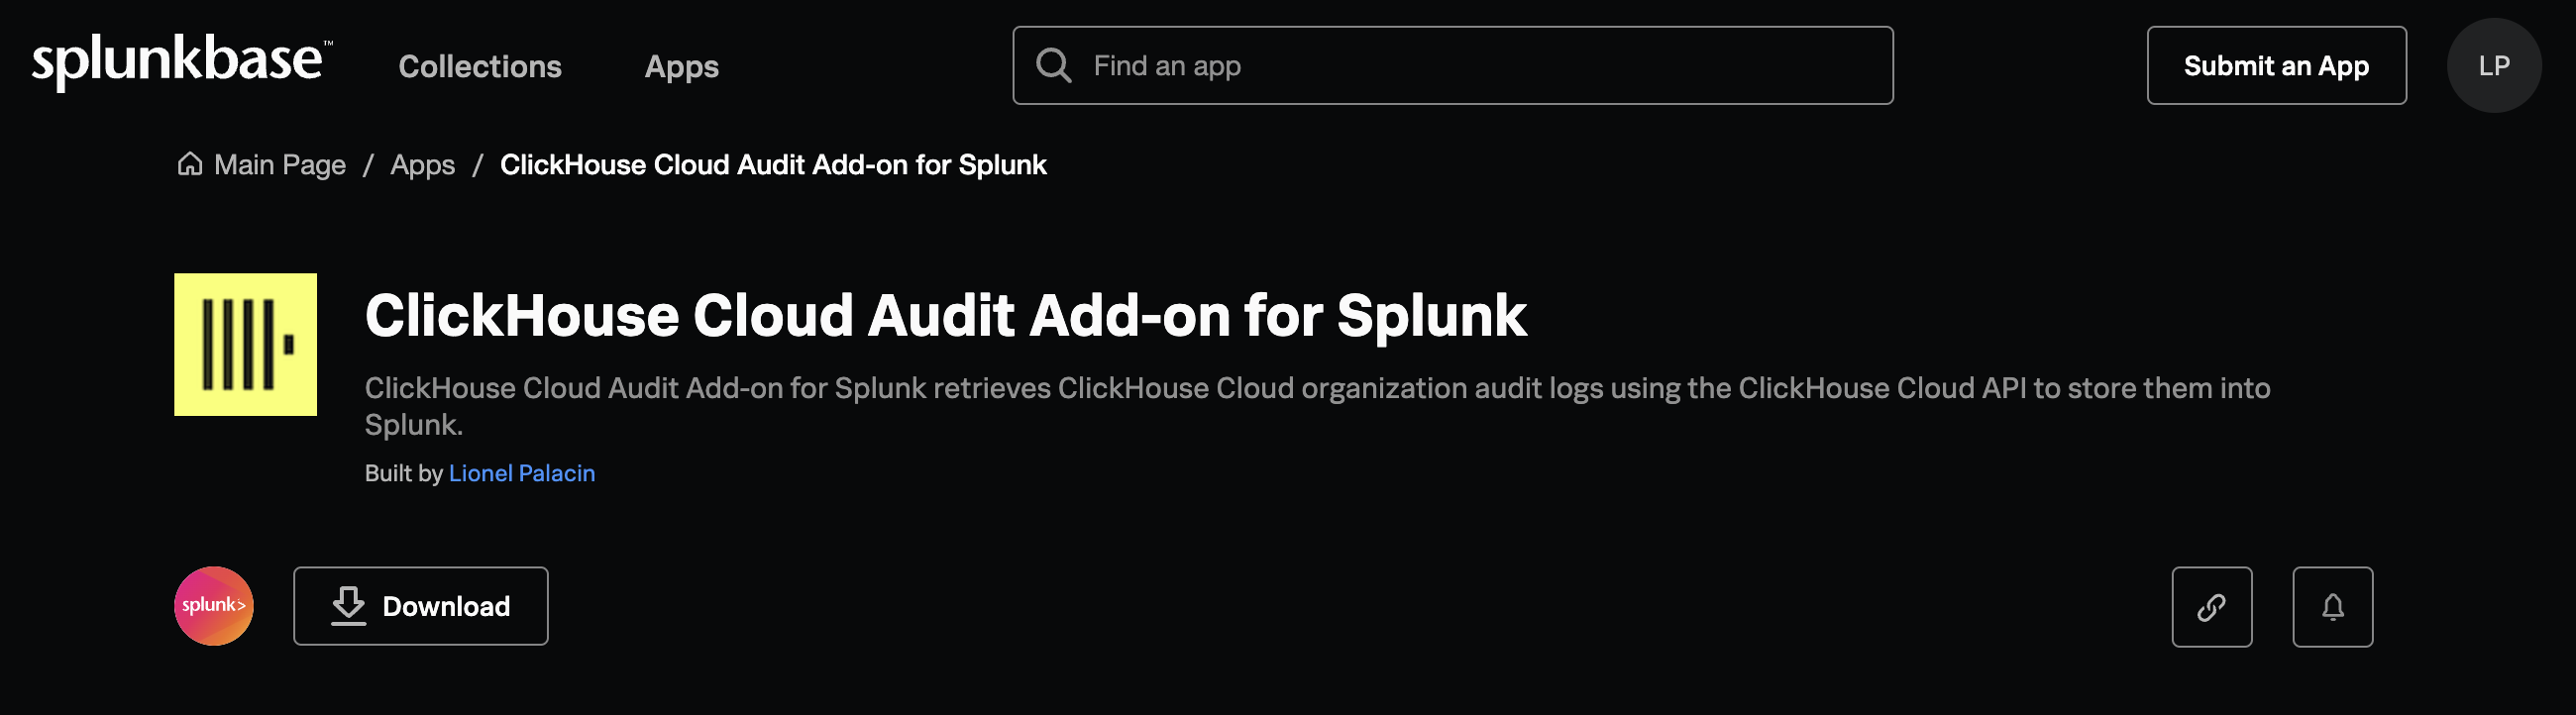 splunkbase™ Collections Apps Find an app Submit an App LP
Main Page / Apps / ClickHouse Cloud Audit Add-on for Splunk
ClickHouse Cloud Audit Add-on for Splunk
ClickHouse Cloud Audit Add-on for Splunk retrieves ClickHouse Cloud organization audit logs using the ClickHouse Cloud API to store them into
Splunk.
Built by Lionel Palacin
splunk> Download